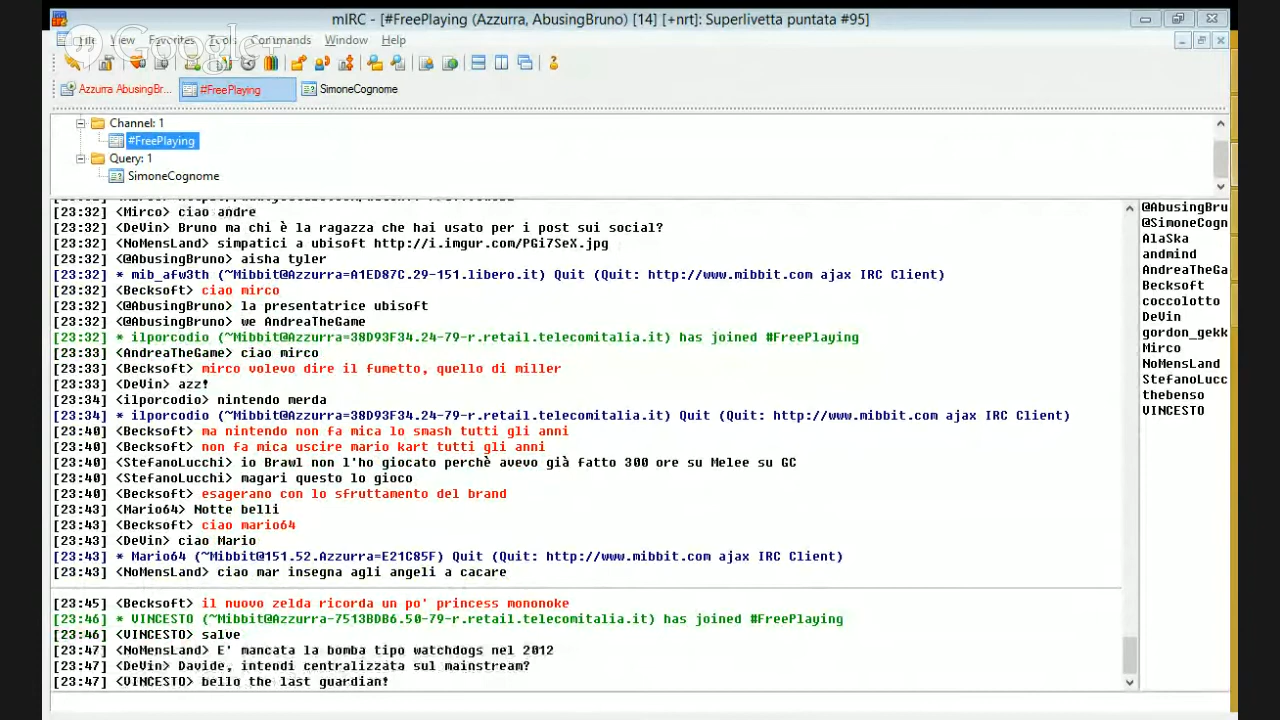 mIRC - [#FreePlaying (Azzurra, AbusingBruno) [14] [+nrt]: Superlivetta puntata #95]
File View Favorites Tools Commands Window Help
Google+
Azzurra AbusingBr... #FreePlaying SimoneCognome
Channel: 1
#FreePlaying
Query: 1
SimoneCognome
[23:32] <Mirco> ciao andre
[23:32] <DeVin> Bruno ma chi è la ragazza che hai usato per i post sui social?
[23:32] <NoMensLand> simpatici a ubisoft http://i.imgur.com/PGi7SeX.jpg
[23:32] <@AbusingBruno> aisha tyler
[23:32] * mib_afw3th (~Mibbit@Azzurra=A1ED87C.29-151.libero.it) Quit (Quit: http://www.mibbit.com ajax IRC Client)
[23:32] <Becksoft> ciao mirco
[23:32] <@AbusingBruno> la presentatrice ubisoft
[23:32] <@AbusingBruno> we AndreaTheGame
[23:32] * ilporcodio (~Mibbit@Azzurra=38D93F34.24-79-r.retail.telecomitalia.it) has joined #FreePlaying
[23:33] <AndreaTheGame> ciao mirco
[23:33] <Becksoft> mirco volevo dire il fumetto, quello di miller
[23:33] <DeVin> azz!
[23:34] <ilporcodio> nintendo merda
[23:34] * ilporcodio (~Mibbit@Azzurra=38D93F34.24-79-r.retail.telecomitalia.it) Quit (Quit: http://www.mibbit.com ajax IRC Client)
[23:40] <Becksoft> ma nintendo non fa mica lo smash tutti gli anni
[23:40] <Becksoft> non fa mica uscire mario kart tutti gli anni
[23:40] <StefanoLucchi> io Brawl non l'ho giocato perchè avevo già fatto 300 ore su Melee su GC
[23:40] <StefanoLucchi> magari questo lo gioco
[23:40] <Becksoft> esagerano con lo sfruttamento del brand
[23:43] <Mario64> Notte belli
[23:43] <Becksoft> ciao mario64
[23:43] <DeVin> ciao Mario
[23:43] * Mario64 (~Mibbit@151.52.Azzurra=E21C85F) Quit (Quit: http://www.mibbit.com ajax IRC Client)
[23:43] <NoMensLand> ciao mar insegna agli angeli a cacare
[23:45] <Becksoft> il nuovo zelda ricorda un po' princess mononoke
[23:46] * VINCESTO (~Mibbit@Azzurra-7513BDB6.50-79-r.retail.telecomitalia.it) has joined #FreePlaying
[23:46] <VINCESTO> salve
[23:47] <NoMensLand> E' mancata la bomba tipo watchdogs nel 2012
[23:47] <DeVin> Davide, intendi centralizzata sul mainstream?
[23:47] <VINCESTO> bello the last guardian!
@AbusingBru
@SimoneCogn
AlaSka
andmind
AndreaTheGa
Becksoft
coccolotto
DeVin
gordon_gekk
Mirco
NoMensLand
StefanoLucc
thebenso
VINCESTO